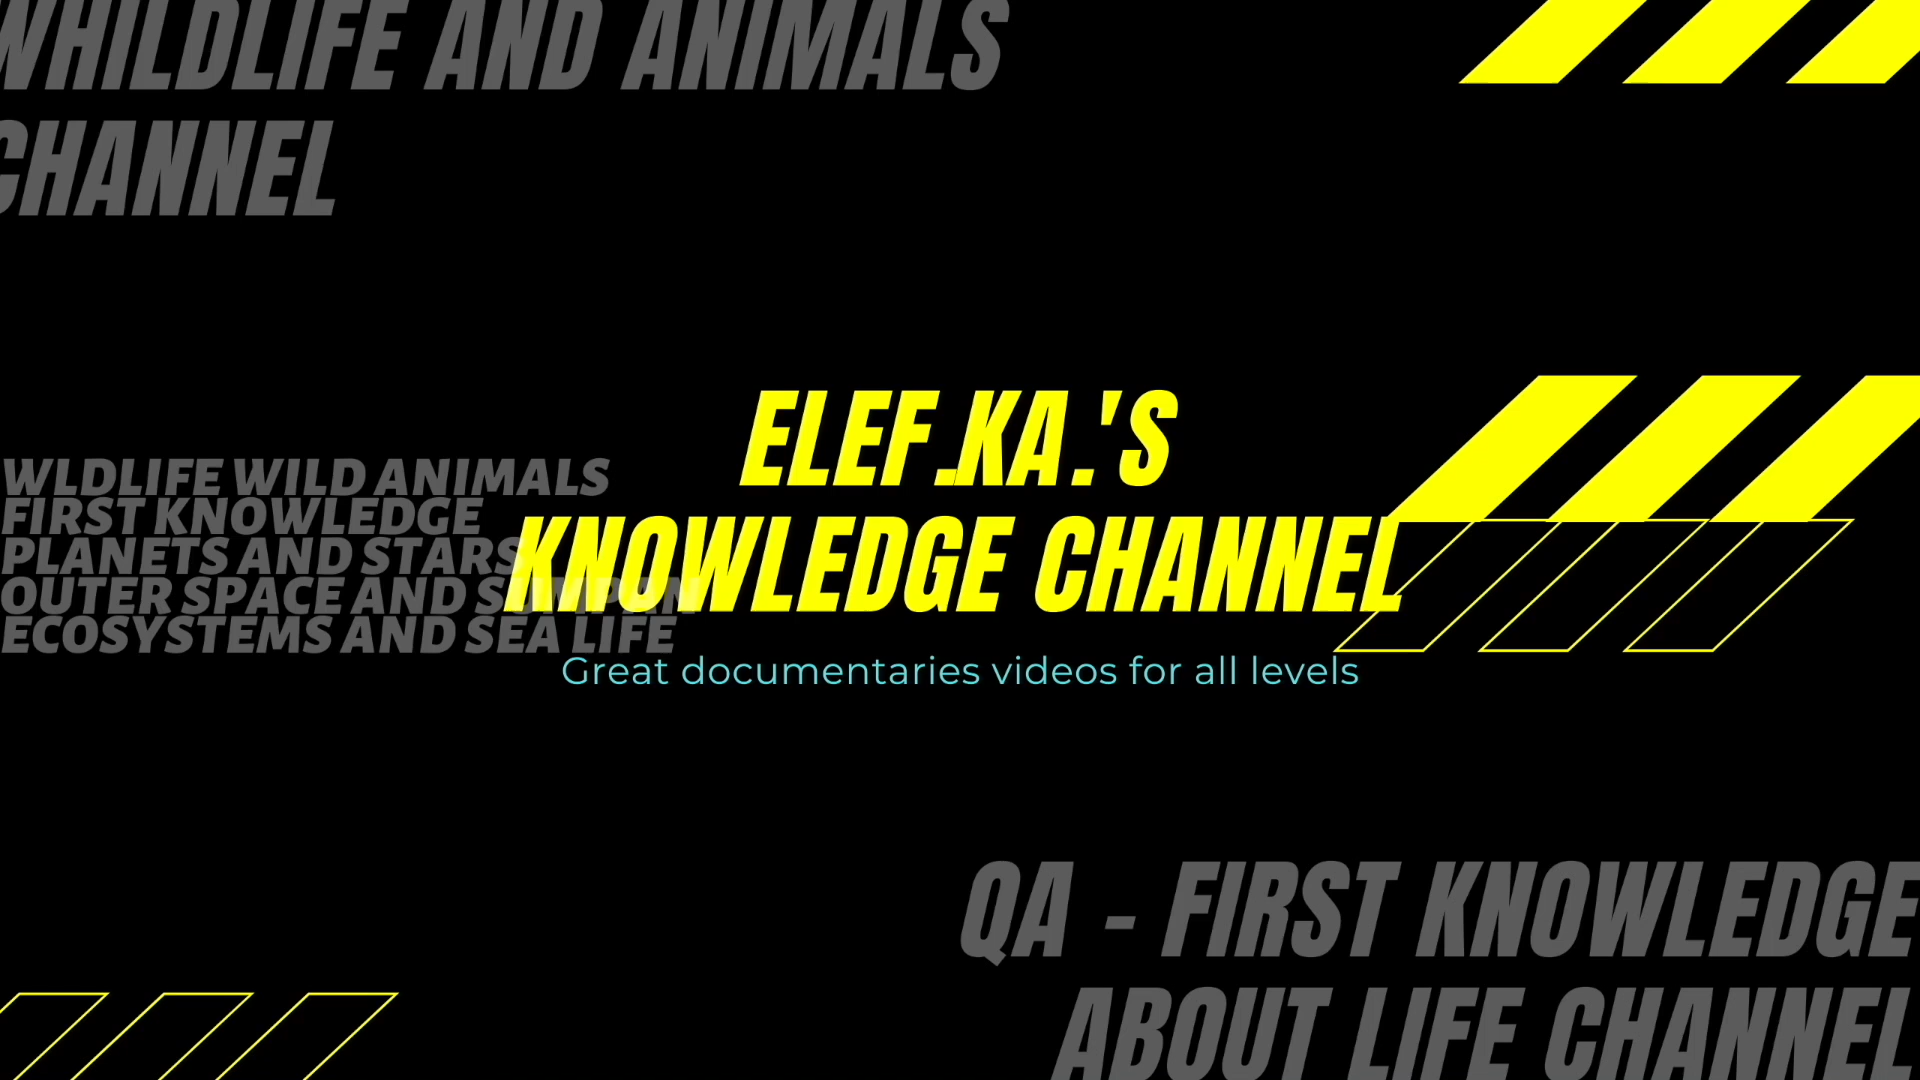 WHILDLIFE AND ANIMALS
CHANNEL
ELEF.KA.'S
KNOWLEDGE CHANNEL
Great documentaries videos for all levels
WLDLIFE WILD ANIMALS
FIRST KNOWLEDGE
PLANETS AND STARS
OUTER SPACE AND
ECOSYSTEMS AND SEA LIFE
QA - FIRST KNOWLEDGE
ABOUT LIFE CHANNEL